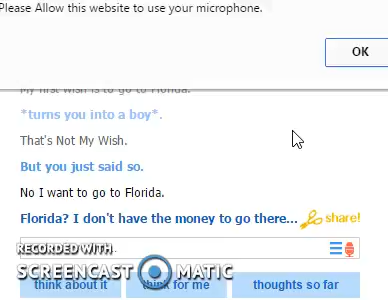 Please Allow this website to use your microphone.
OK
My first wish is to go to Florida.
*turns you into a boy*.
That's Not My Wish.
But you just said so.
No I want to go to Florida.
Florida? I don't have the money to go there... share!
RECORDED WITH
SCREENCAST MATIC
think about it think for me thoughts so far